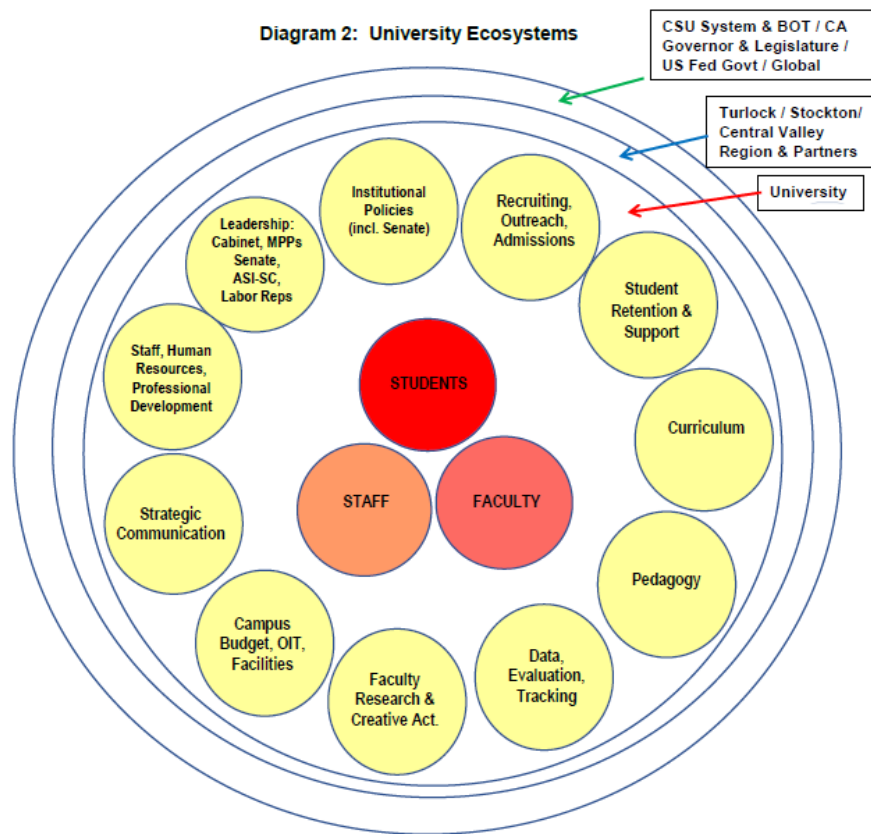 Diagram 2: University Ecosystems
CSU System & BOT / CA
Governor & Legislature /
US Fed Govt / Global
Turlock / Stockton/
Central Valley
Region & Partners
University
Institutional
Policies
(incl. Senate)
Recruiting,
Outreach,
Admissions
Leadership:
Cabinet, MPPs
Senate,
ASI-SC,
Labor Reps
Student
Retention &
Support
Staff, Human
Resources,
Professional
Development
STUDENTS
Curriculum
STAFF
FACULTY
Strategic
Communication
Pedagogy
Campus
Budget, OIT,
Facilities
Data,
Evaluation,
Tracking
Faculty
Research &
Creative Act.